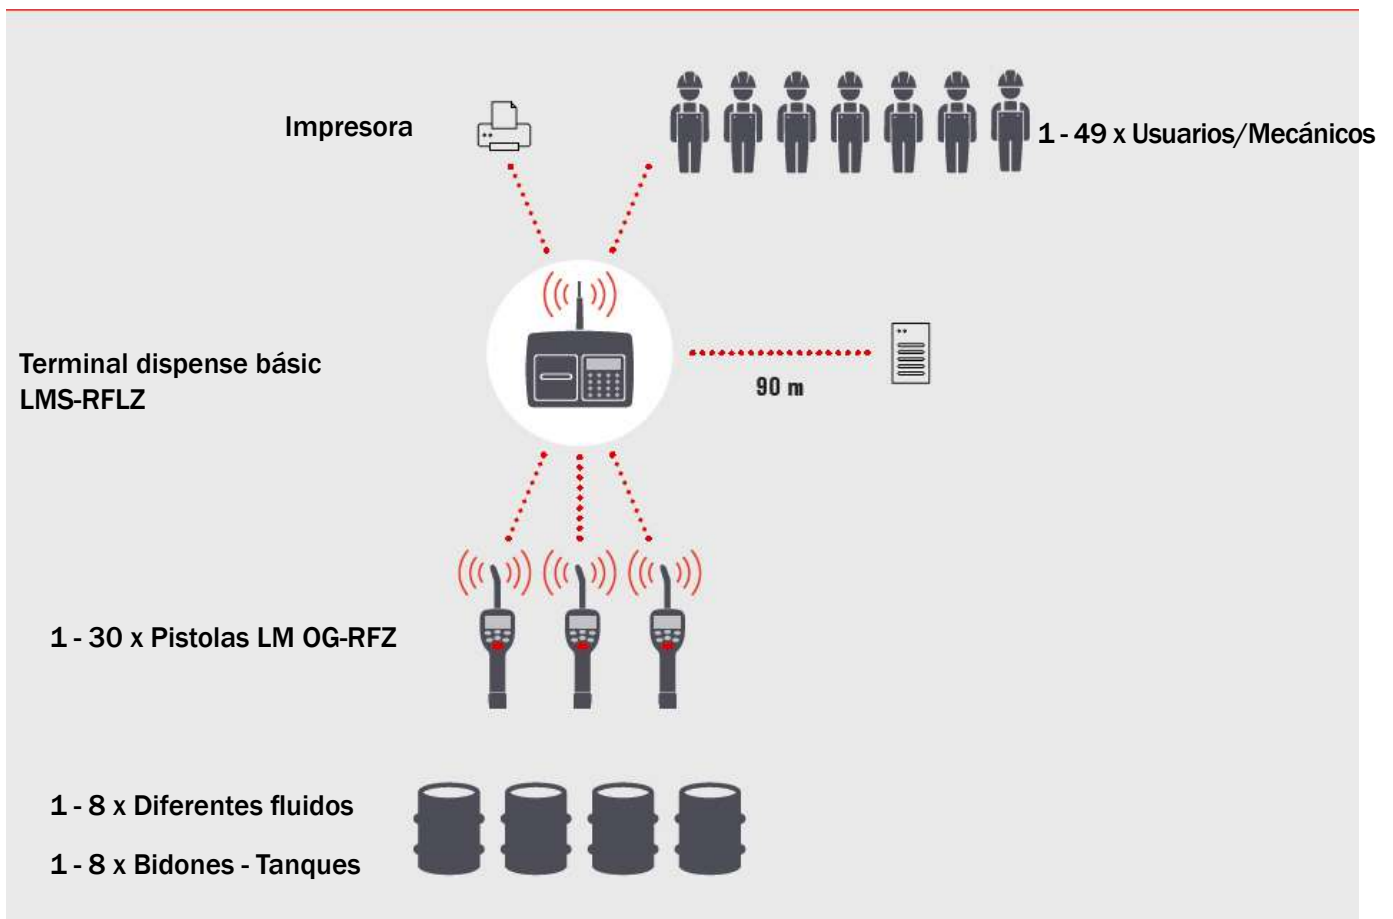 Impresora
1 - 49 x Usuarios/Mecánicos
Terminal dispense básic
LMS-RFLZ
90 m
1 - 30 x Pistolas LM OG-RFZ
1 - 8 x Diferentes fluidos
1 - 8 x Bidones - Tanques